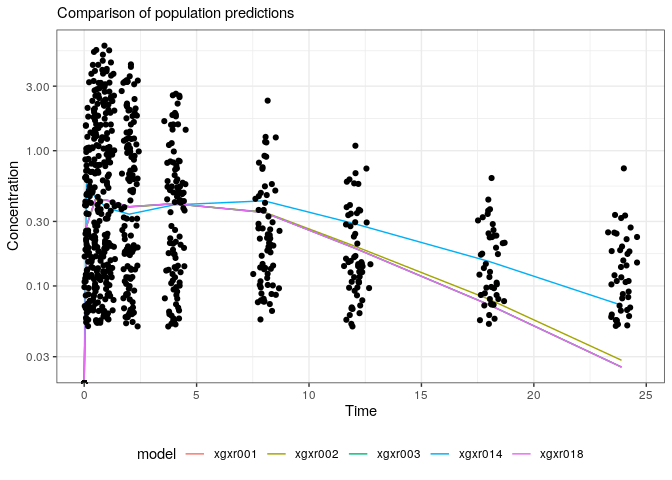 Comparison of population predictions
3.00
1.00
0.30
0.10
0.03
Concentration
0 5 10 15 20 25
Time
model xgxr001 xgxr002 xgxr003 xgxr014 xgxr018